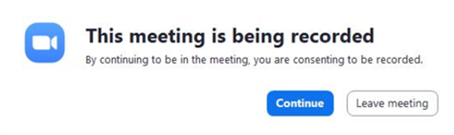 This meeting is being recorded
By continuing to be in the meeting, you are consenting to be recorded.
Continue
Leave meeting